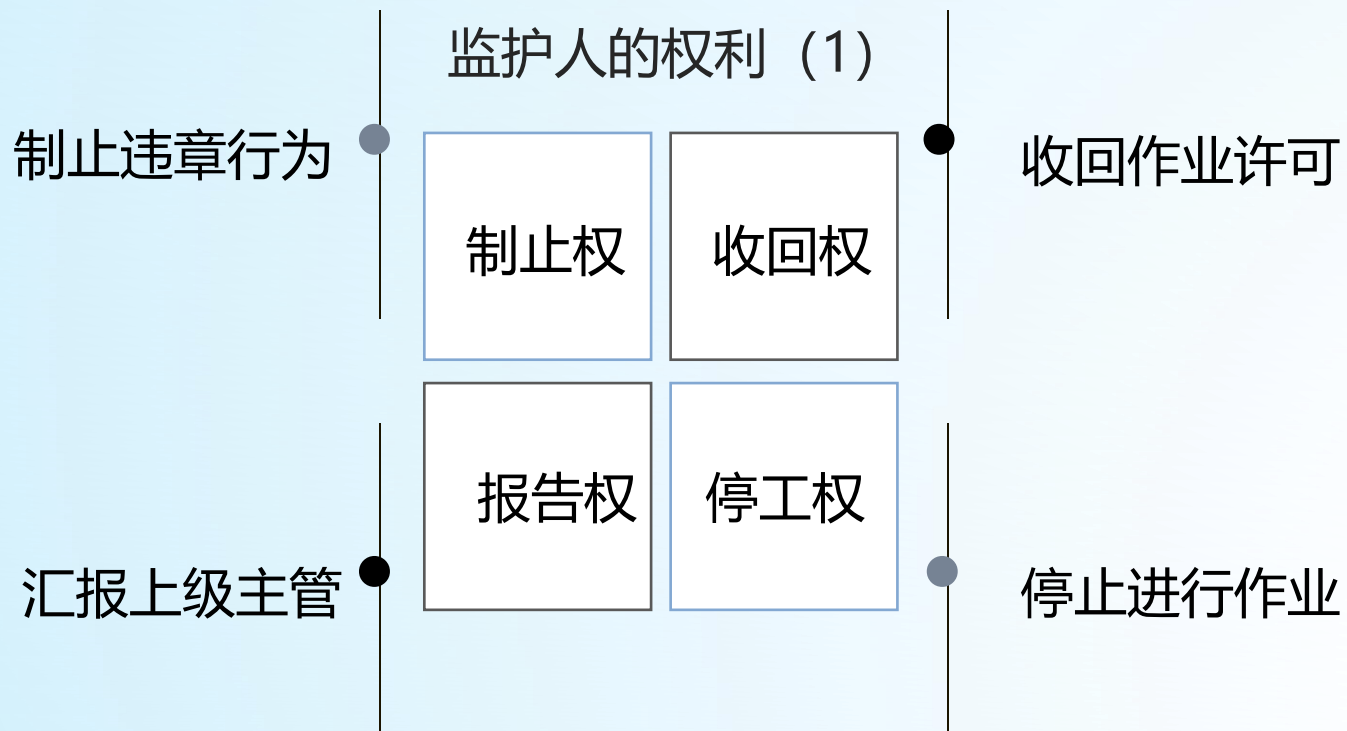 监护人的权利（1）
制止违章行为
收回作业许可
制止权
收回权
报告权
停工权
汇报上级主管
停止进行作业